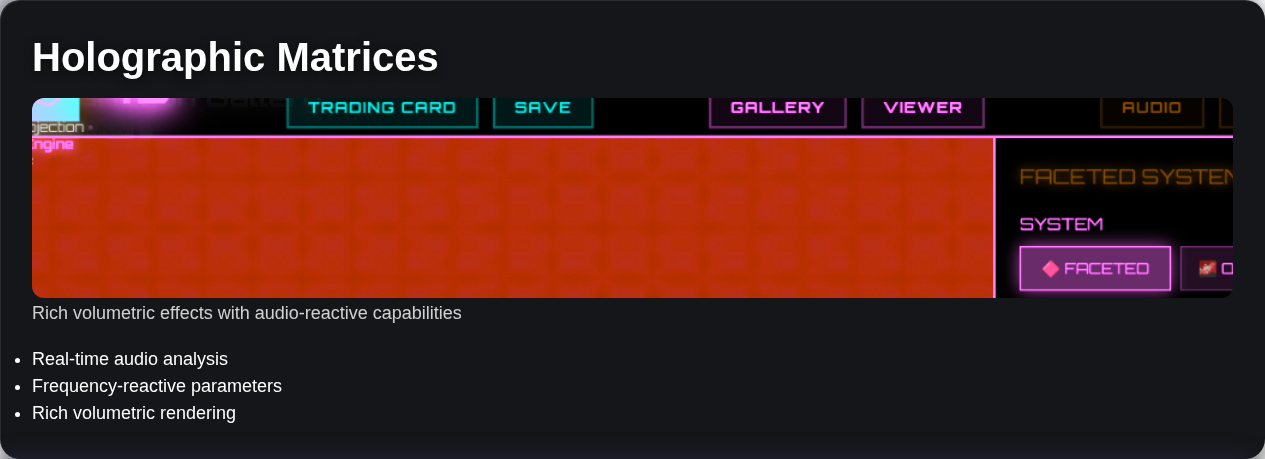 Holographic Matrices
TRADING CARD SAVE GALLERY VIEWER AUDIO
ojection
Engine
FACETED SYSTEM
SYSTEM
FACETED
Rich volumetric effects with audio-reactive capabilities
Real-time audio analysis
Frequency-reactive parameters
Rich volumetric rendering